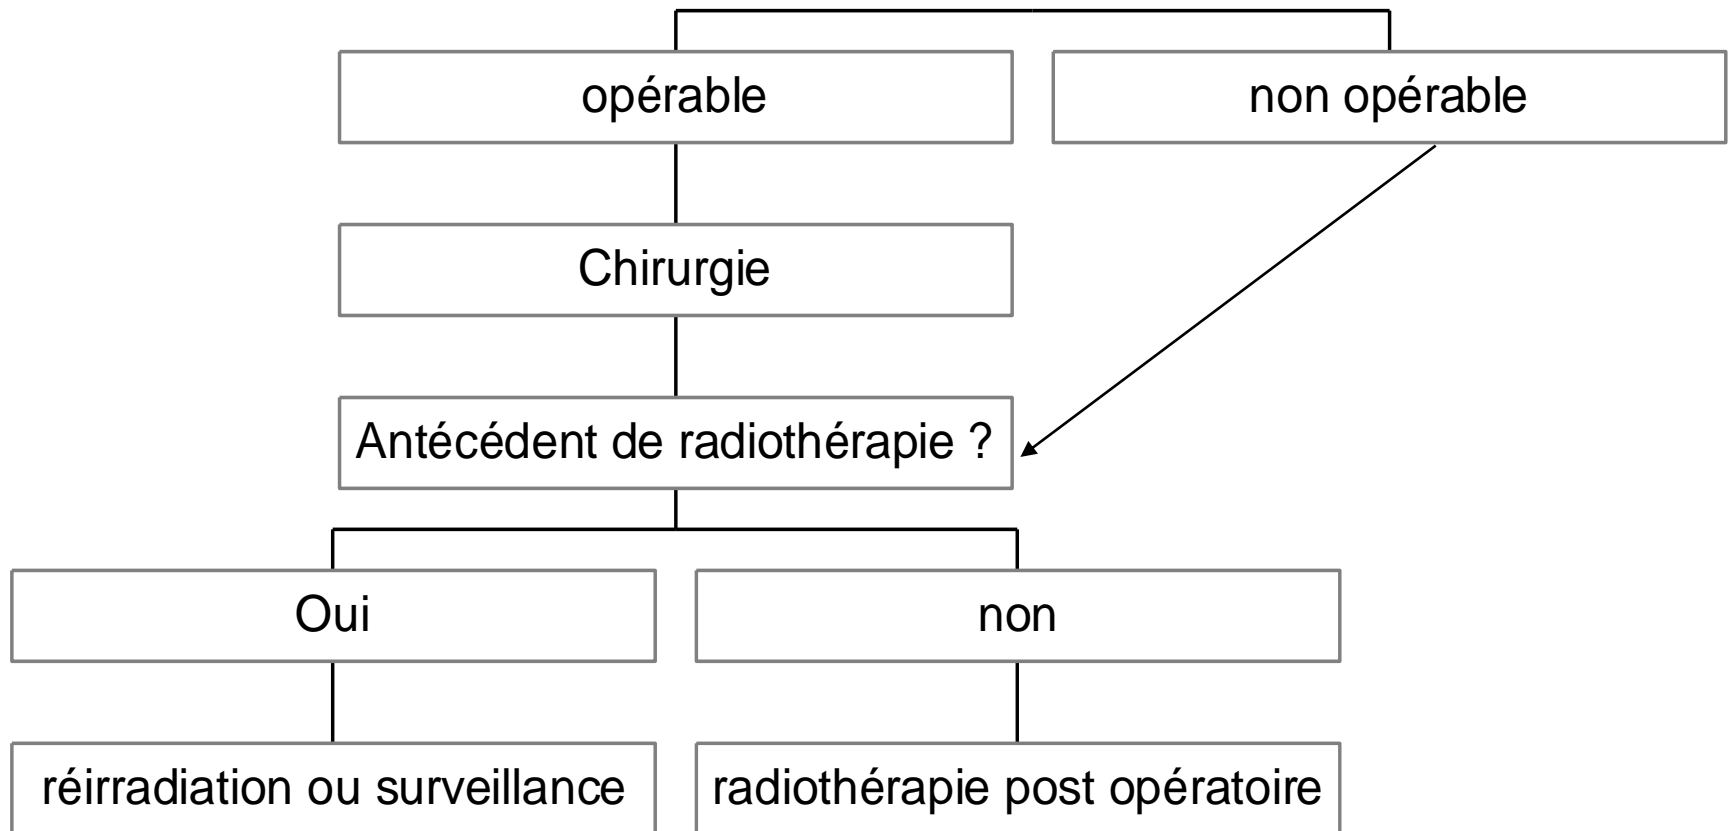 opérable
non opérable
Chirurgie
Antécédent de radiothérapie ?
Oui
non
réirradiation ou surveillance
radiothérapie post opératoire